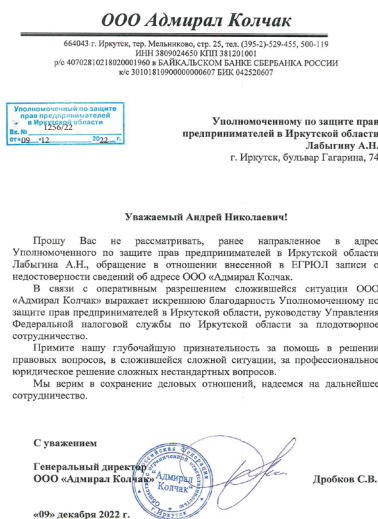 ООО Адмирал Колчак
664043 г. Иркутск, тер. Мельниково, стр. 25, тел. (395-2)-529-455, 500-119
ИНН 3809024650 КПП 381201001
р/с 40702810218020001960 в БАЙКАЛЬСКОМ БАНКЕ СБЕРБАНКА РОССИИ
к/с 30101810900000000607 БИК 042520607
Уполномоченный по защите
прав предпринимателей
в Иркутской области
Вх. № 1256/22
от «09» 12 2022 г.
Уполномоченному по защите прав
предпринимателей в Иркутской области
Лабыгину А.Н.
г. Иркутск, бульвар Гагарина, 74
Уважаемый Андрей Николаевич!
Прошу Вас не рассматривать, ранее направленное в адрес
Уполномоченного по защите прав предпринимателей в Иркутской области
Лабыгина А.Н., обращение в отношении внесенной в ЕГРЮЛ записи о
недостоверности сведений об адресе ООО «Адмирал Колчак.
В связи с оперативным разрешением сложившейся ситуации ООО
«Адмирал Колчак» выражает искреннюю благодарность Уполномоченному по
защите прав предпринимателей в Иркутской области, руководству Управления
Федеральной налоговой службы по Иркутской области за плодотворное
сотрудничество.
Примите нашу глубочайшую признательность за помощь в решении
правовых вопросов, в сложившейся сложной ситуации, за профессиональное
юридическое решение сложных нестандартных вопросов.
Мы верим в сохранение деловых отношений, надеемся на дальнейшее
сотрудничество.
С уважением
Генеральный директор
ООО «Адмирал Колчак»
Дробков С.В.
"Адмирал
Колчак"
г. Иркутск
«09» декабря 2022 г.